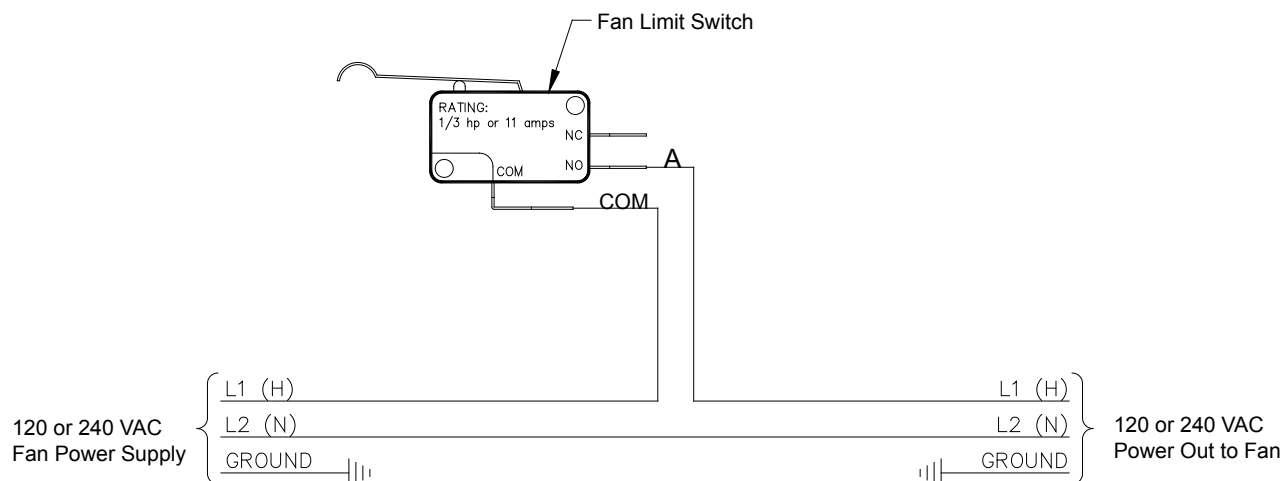 Fan Limit Switch
RATING:
1/3 hp or 11 amps
NC
NO
A
COM
COM
L1 (H)
L2 (N)
GROUND
120 or 240 VAC
Fan Power Supply
L1 (H)
L2 (N)
GROUND
120 or 240 VAC
Power Out to Fan